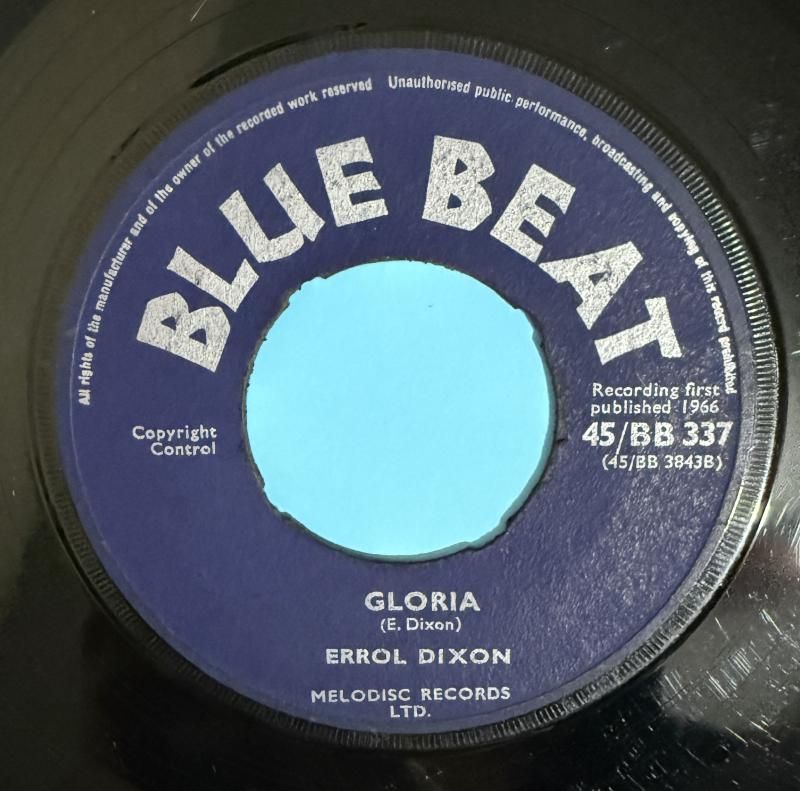 All rights of the manufacturer and of the owner of the recorded work reserved Unauthorised public performance, broadcasting and copying of this record prohibited
BLUE BEAT
Recording first
published 1966
45/BB 337
(45/BB 3843B)
Copyright
Control
GLORIA
(E. Dixon)
ERROL DIXON
MELODISC RECORDS
LTD.